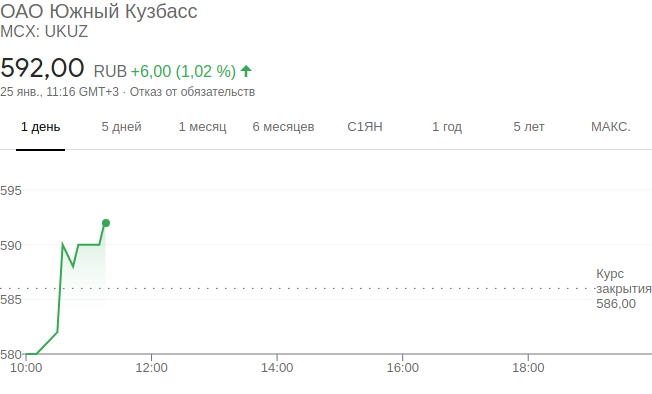 ОАО Южный Кузбасс
MCX: UKUZ
592,00 RUB +6,00 (1,02 %)
25 янв., 11:16 GMT+3 · Отказ от обязательств
1 день 5 дней 1 месяц 6 месяцев С1ЯН 1 год 5 лет МАКС.
595
590
Курс
закрытия
586,00
585
580
10:00 12:00 14:00 16:00 18:00